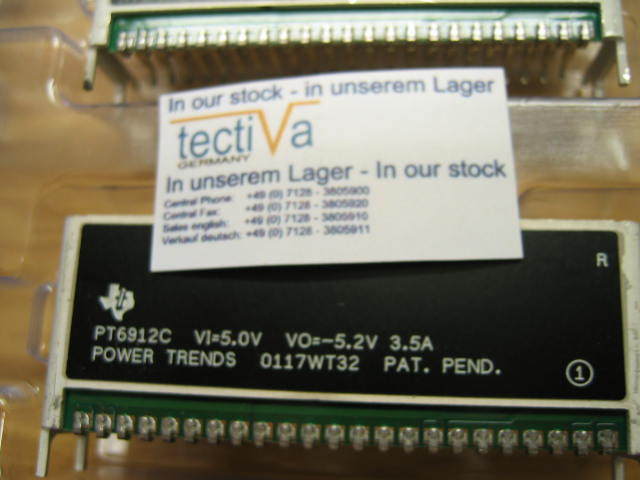 In our stock - in unserem Lager
tectiVa
GERMANY
In unserem Lager - In our stock
Central Phone: +49 (0) 7128 - 3805900
Central Fax: +49 (0) 7128 - 3805920
Sales english: +49 (0) 7128 - 3805910
Verkauf deutsch: +49 (0) 7128 - 3805911
R
PT6912C VI=5.0V VO=-5.2V 3.5A
POWER TRENDS 0117WT32 PAT. PEND.
1